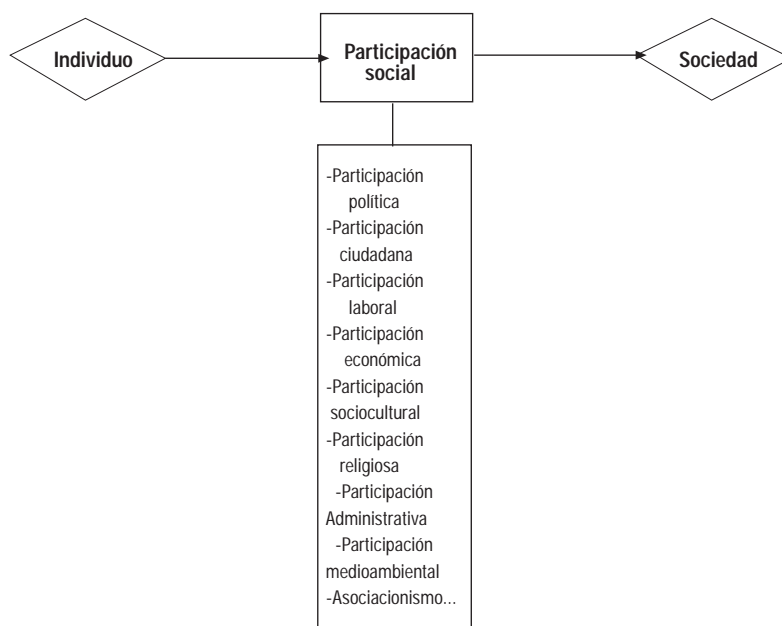 Individuo
Participación
social
Sociedad
-Participación
política
-Participación
ciudadana
-Participación
laboral
-Participación
económica
-Participación
sociocultural
-Participación
religiosa
-Participación
Administrativa
-Participación
medioambiental
-Asociacionismo...